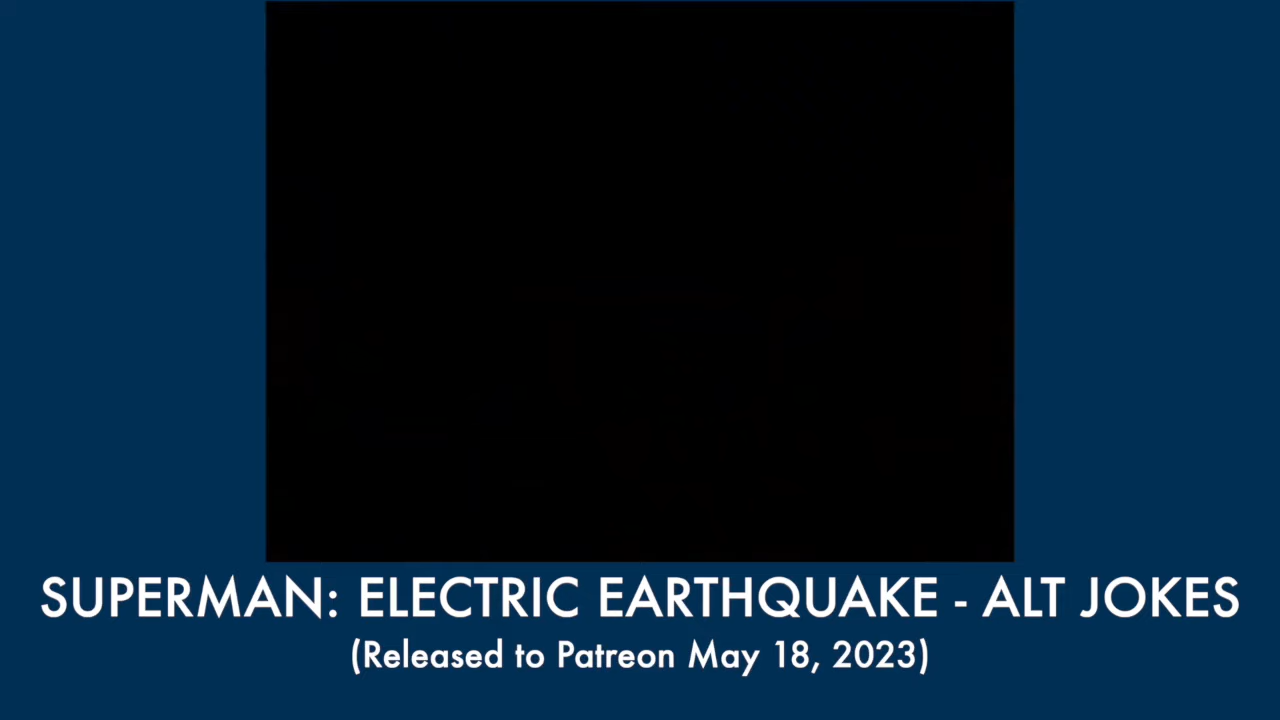 SUPERMAN: ELECTRIC EARTHQUAKE - ALT JOKES
(Released to Patreon May 18, 2023)